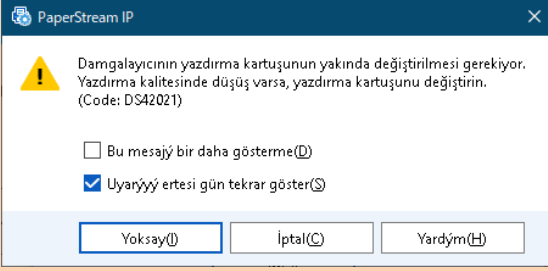 PaperStream IP
Damgalayıcının yazdırma kartuşunun yakında değiştirilmesi gerekiyor.
Yazdırma kalitesinde düşüş varsa, yazdırma kartuşunu değiştirin.
(Code: DS42021)
Bu mesajý bir daha gösterme(D)
Uyarýyý ertesi gün tekrar göster(S)
Yoksay(I) İptal(C) Yardým(H)